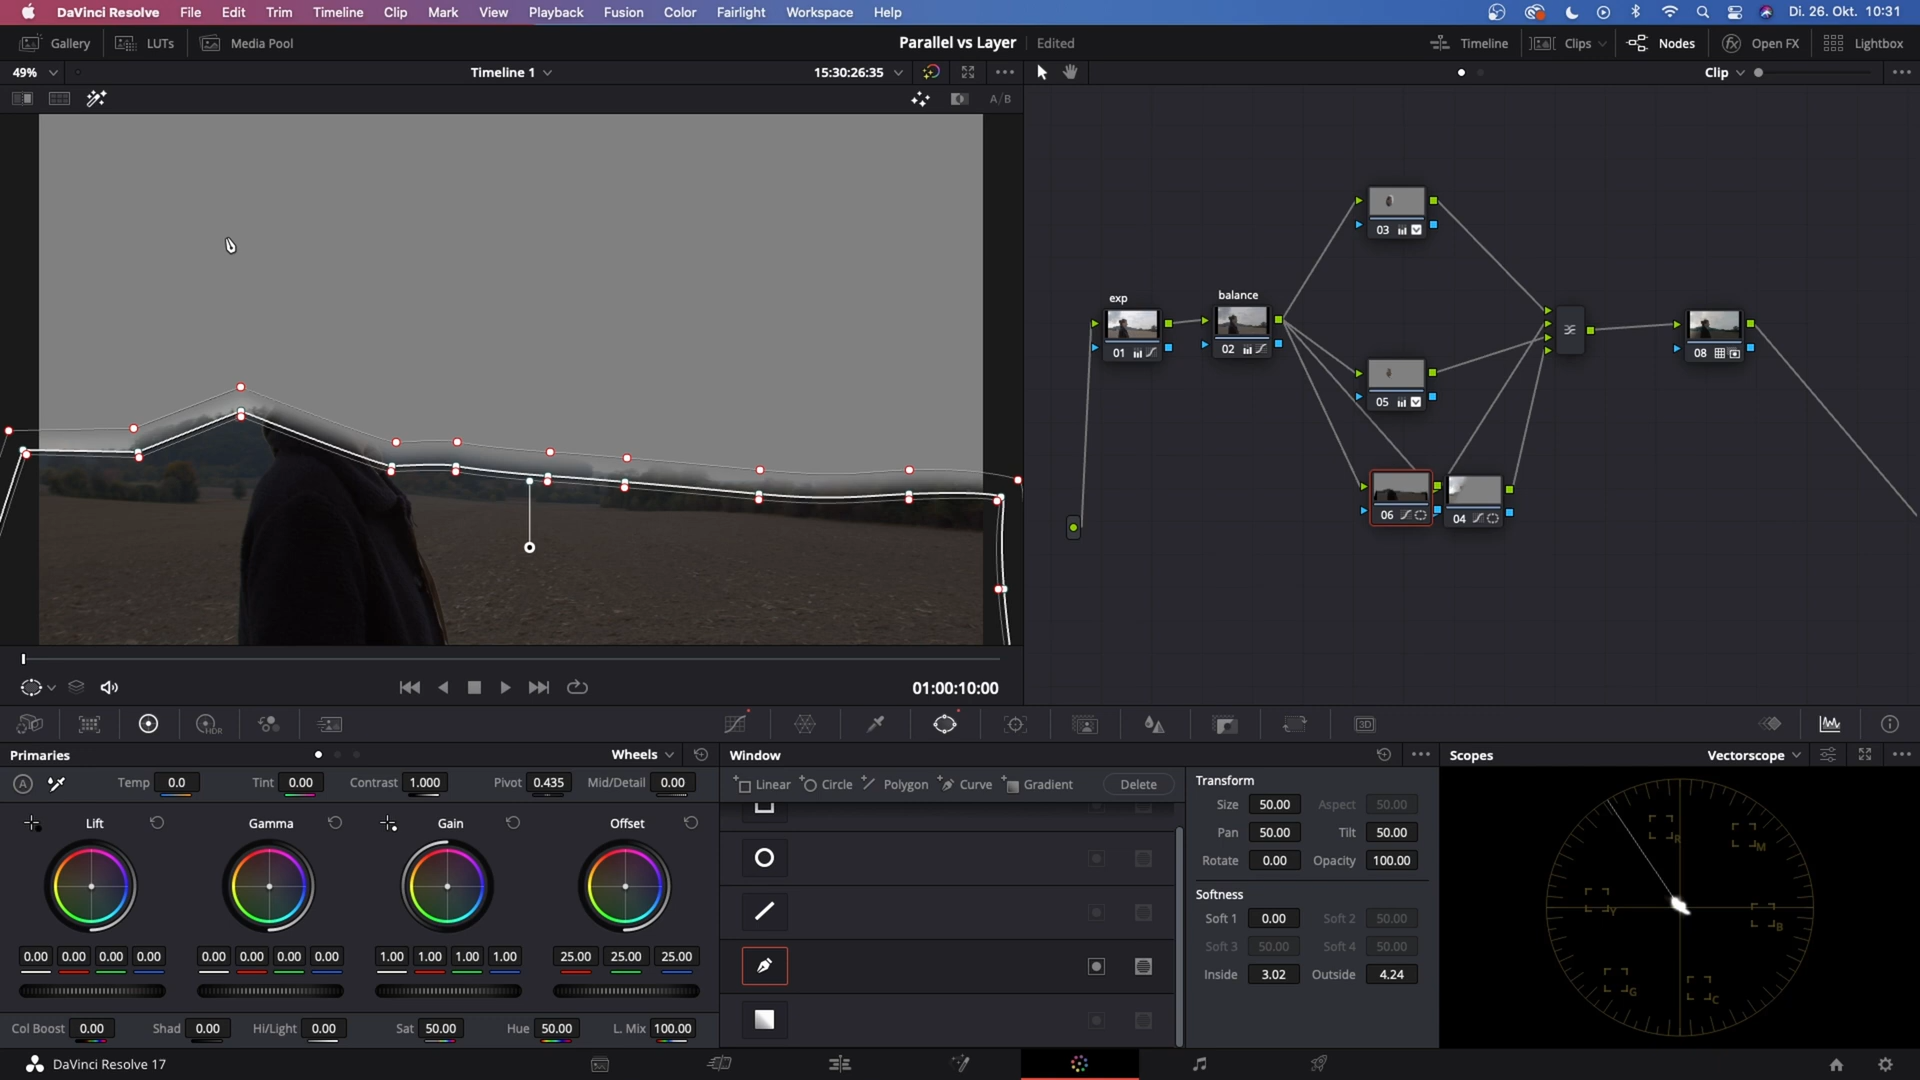 DaVinci Resolve File Edit Trim Timeline Clip Mark View Playback Fusion Color Fairlight Workspace Help Di. 26. Okt. 10:31
Gallery LUTs Media Pool Parallel vs Layer Edited Timeline Clips Nodes Open FX Lightbox
49% Timeline 1 15:30:26:35 Clip
A/B
03
exp
balance
01
02
08
05
06
04
01:00:10:00
HDR
3D
Primaries Wheels Window Scopes Vectorscope
A Temp 0.0 Tint 0.00 Contrast 1.000 Pivot 0.435 Mid/Detail 0.00
Linear Circle Polygon Curve Gradient Delete
Transform
Size 50.00 Aspect 50.00
Pan 50.00 Tilt 50.00
Rotate 0.00 Opacity 100.00
Softness
Soft 1 0.00 Soft 2 50.00
Soft 3 50.00 Soft 4 50.00
Inside 3.02 Outside 4.24
Lift Gamma Gain Offset
0.00 0.00 0.00 0.00 0.00 0.00 0.00 0.00 1.00 1.00 1.00 1.00 25.00 25.00 25.00
Col Boost 0.00 Shad 0.00 Hi/Light 0.00 Sat 50.00 Hue 50.00 L. Mix 100.00
R
M
Y
B
G
C
DaVinci Resolve 17